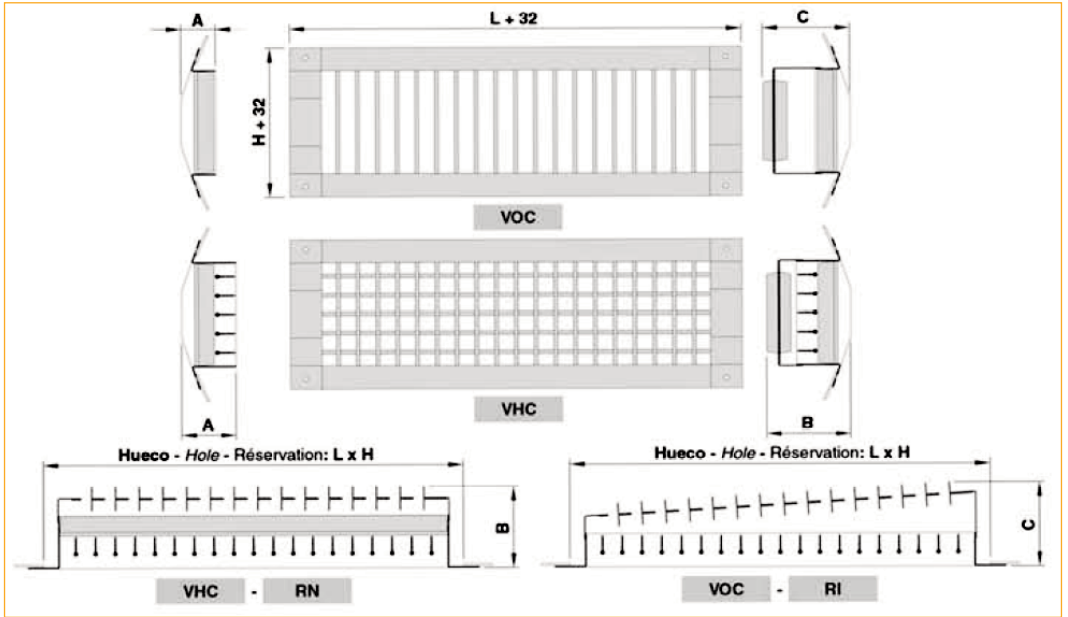 A
L + 32
C
H + 32
VOC
VHC
A
B
Hueco - Hole - Réservation: L x H
Hueco - Hole - Réservation: L x H
B
C
VHC - RN
VOC - RI